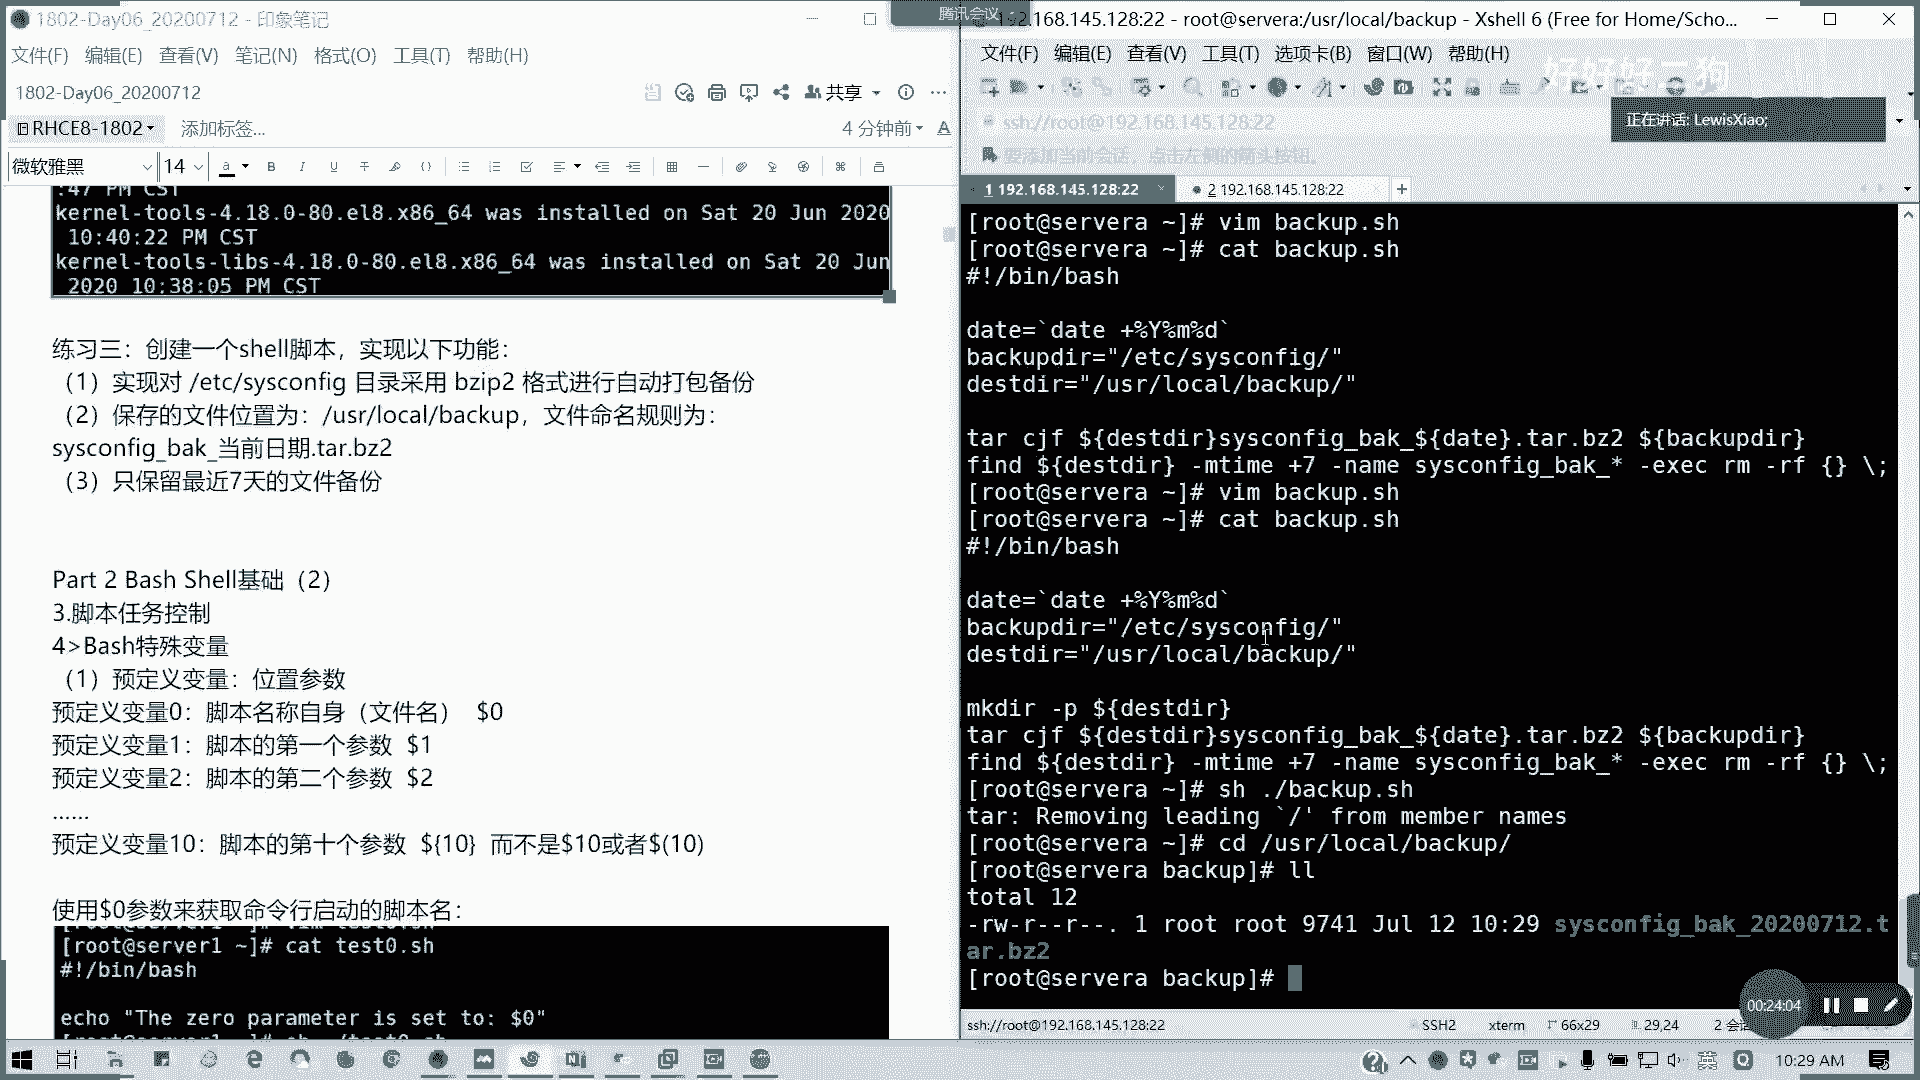 1802-Day06_20200712 - 印象笔记
文件(F) 编辑(E) 查看(V) 笔记(N) 格式(O) 工具(T) 帮助(H)
1802-Day06_20200712
共享
RHCE8-1802
添加标签...
4 分钟前
微软雅黑
14
:47 PM CST
kernel-tools-4.18.0-80.el8.x86_64 was installed on Sat 20 Jun 2020
10:40:22 PM CST
kernel-tools-libs-4.18.0-80.el8.x86_64 was installed on Sat 20 Jun
2020 10:38:05 PM CST
练习三：创建一个shell脚本，实现以下功能：
（1）实现对 /etc/sysconfig 目录采用 bzip2 格式进行自动打包备份
（2）保存的文件位置为：/usr/local/backup，文件命名规则为：
sysconfig_bak_当前日期.tar.bz2
（3）只保留最近7天的文件备份
Part 2 Bash Shell基础（2）
3.脚本任务控制
4>Bash特殊变量
（1）预定义变量：位置参数
预定义变量0：脚本名称自身（文件名） $0
预定义变量1：脚本的第一个参数 $1
预定义变量2：脚本的第二个参数 $2
......
预定义变量10：脚本的第十个参数 ${10} 而不是$10或者$(10)
使用$0参数来获取命令行启动的脚本名：
[root@server1 ~]# cat test0.sh
#!/bin/bash
echo "The zero parameter is set to: $0"
腾讯会议
192.168.145.128:22 - root@servera:/usr/local/backup - Xshell 6 (Free for Home/Scho...
文件(F) 编辑(E) 查看(V) 工具(T) 选项卡(B) 窗口(W) 帮助(H)
好好好二狗
ssh://root@192.168.145.128:22
正在讲话: LewisXiao;
要添加当前会话，点击左侧的箭头按钮。
1 192.168.145.128:22
2 192.168.145.128:22
[root@servera ~]# vim backup.sh
[root@servera ~]# cat backup.sh
#!/bin/bash
date=`date +%Y%m%d`
backupdir="/etc/sysconfig/"
destdir="/usr/local/backup/"
tar cjf ${destdir}sysconfig_bak_${date}.tar.bz2 ${backupdir}
find ${destdir} -mtime +7 -name sysconfig_bak_* -exec rm -rf {} \;
[root@servera ~]# vim backup.sh
[root@servera ~]# cat backup.sh
#!/bin/bash
date=`date +%Y%m%d`
backupdir="/etc/sysconfig/"
destdir="/usr/local/backup/"
mkdir -p ${destdir}
tar cjf ${destdir}sysconfig_bak_${date}.tar.bz2 ${backupdir}
find ${destdir} -mtime +7 -name sysconfig_bak_* -exec rm -rf {} \;
[root@servera ~]# sh ./backup.sh
tar: Removing leading `/' from member names
[root@servera ~]# cd /usr/local/backup/
[root@servera backup]# ll
total 12
-rw-r--r--. 1 root root 9741 Jul 12 10:29 sysconfig_bak_20200712.t
ar.bz2
[root@servera backup]#
00:24:04
ssh://root@192.168.145.128:22
SSH2
xterm
66x29
29,24
2 会
10:29 AM